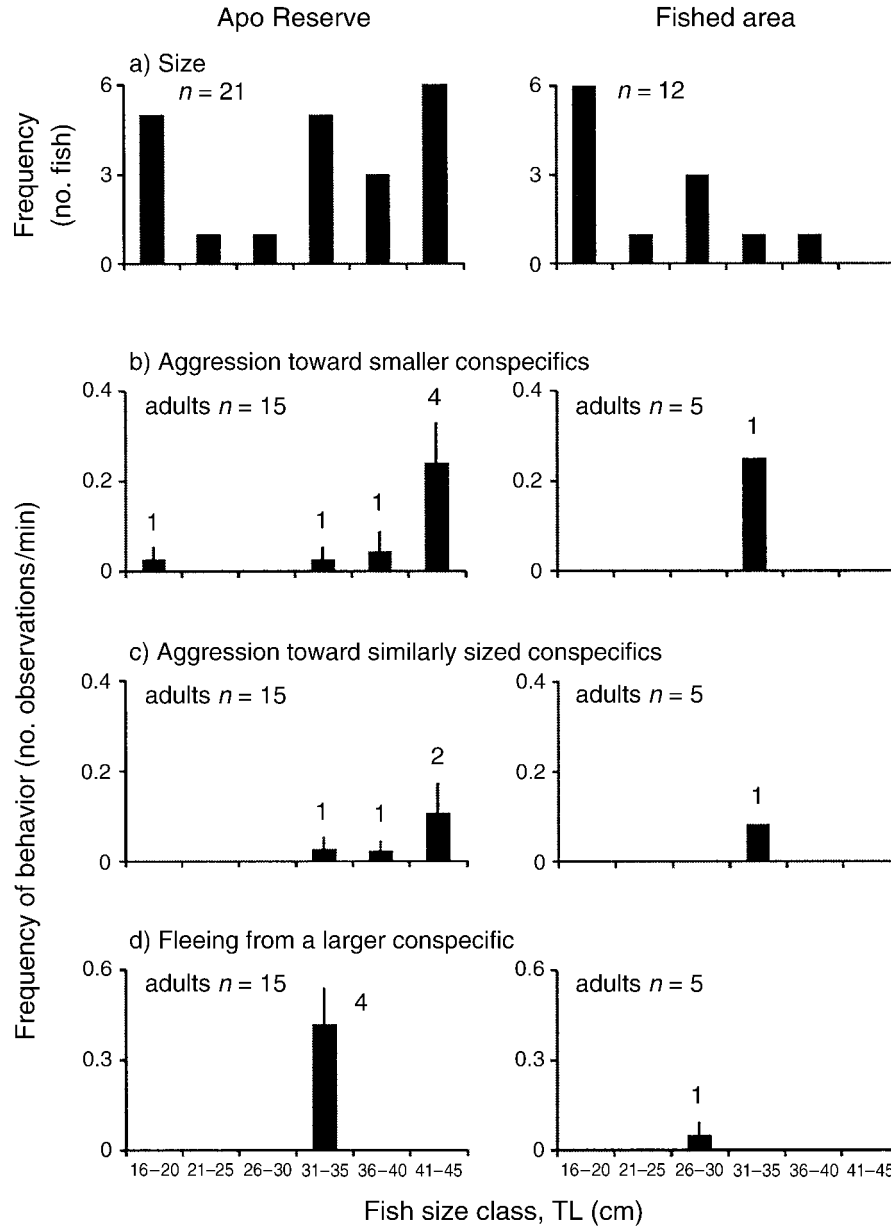 Apo Reserve
Fished area
a) Size
n = 21
n = 12
6
3
0
6
3
0
Frequency
(no. fish)
b) Aggression toward smaller conspecifics
adults n = 15
adults n = 5
0.4
0.2
0
1
1
1
4
0.4
0.2
0
1
c) Aggression toward similarly sized conspecifics
adults n = 15
adults n = 5
0.4
0.2
0
1
1
2
0.4
0.2
0
1
d) Fleeing from a larger conspecific
adults n = 15
adults n = 5
0.6
0.3
0
4
0.6
0.3
0
1
Frequency of behavior (no. observations/min)
16–20 21–25 26–30 31–35 36–40 41–45
16–20 21–25 26–30 31–35 36–40 41–45
Fish size class, TL (cm)